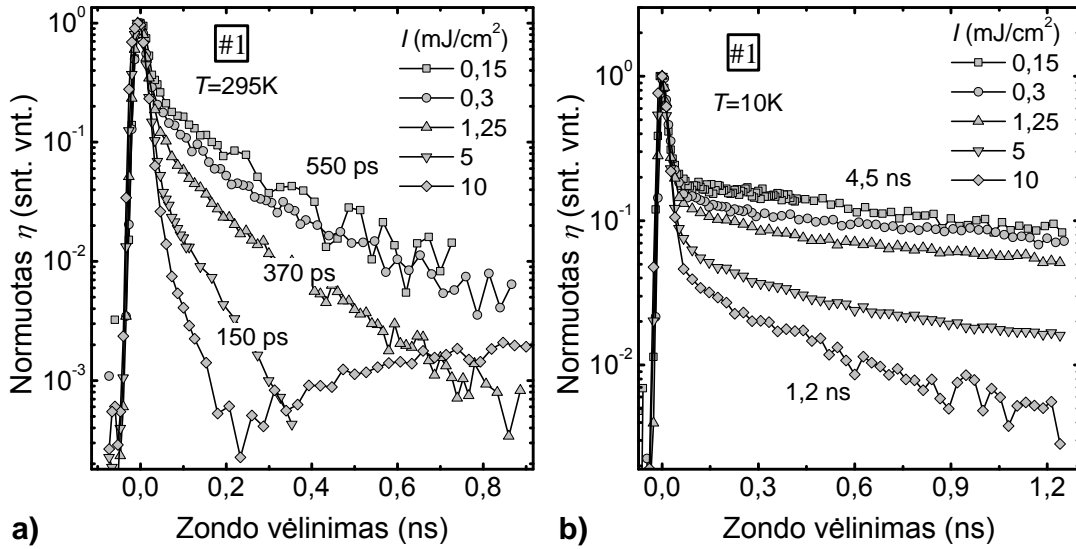 #1
T=295K
I (mJ/cm²)
0,15
0,3
1,25
5
10
550 ps
370 ps
150 ps
10⁰
10⁻¹
10⁻²
10⁻³
Normuotas η (snt. vnt.)
0,0 0,2 0,4 0,6 0,8
Zondo vėlinimas (ns)
a)
#1
T=10K
I (mJ/cm²)
0,15
0,3
1,25
5
10
4,5 ns
1,2 ns
10⁰
10⁻¹
10⁻²
Normuotas η (snt. vnt.)
0,0 0,3 0,6 0,9 1,2
Zondo vėlinimas (ns)
b)